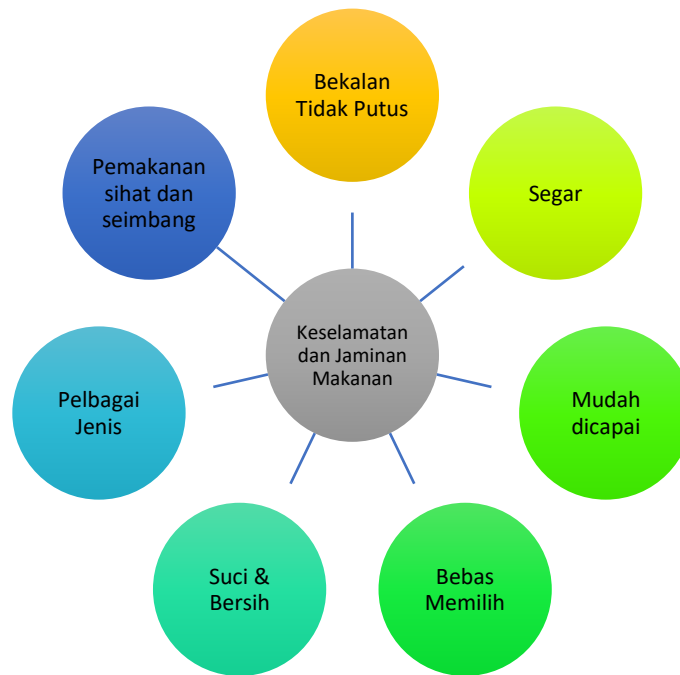 Bekalan
Tidak Putus
Pemakanan
sihat dan
seimbang
Segar
Keselamatan
dan Jaminan
Makanan
Pelbagai
Jenis
Mudah
dicapai
Suci &
Bersih
Bebas
Memilih